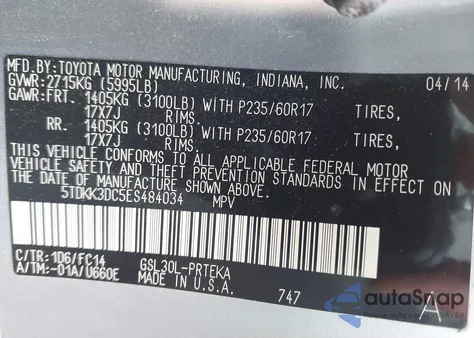 MFD.BY: TOYOTA MOTOR MANUFACTURING, INDIANA, INC. 04/14
GVWR: 2715KG (5995LB)
GAWR: FRT. 1405KG (3100LB) WITH P235/60R17 TIRES,
17X7J RIMS.
RR. 1405KG (3100LB) WITH P235/60R17 TIRES,
17X7J RIMS.
THIS VEHICLE CONFORMS TO ALL APPLICABLE FEDERAL MOTOR
VEHICLE SAFETY AND THEFT PREVENTION STANDARDS IN EFFECT
ON THE DATE OF MANUFACTURE SHOWN ABOVE.
5TDKK3DC5ES484034 MPV
C/TR: 1D6/FC14 GSL30L-PRTEKA
A/TM: -01A/U660E MADE IN U.S.A. 747 A
autoSnap